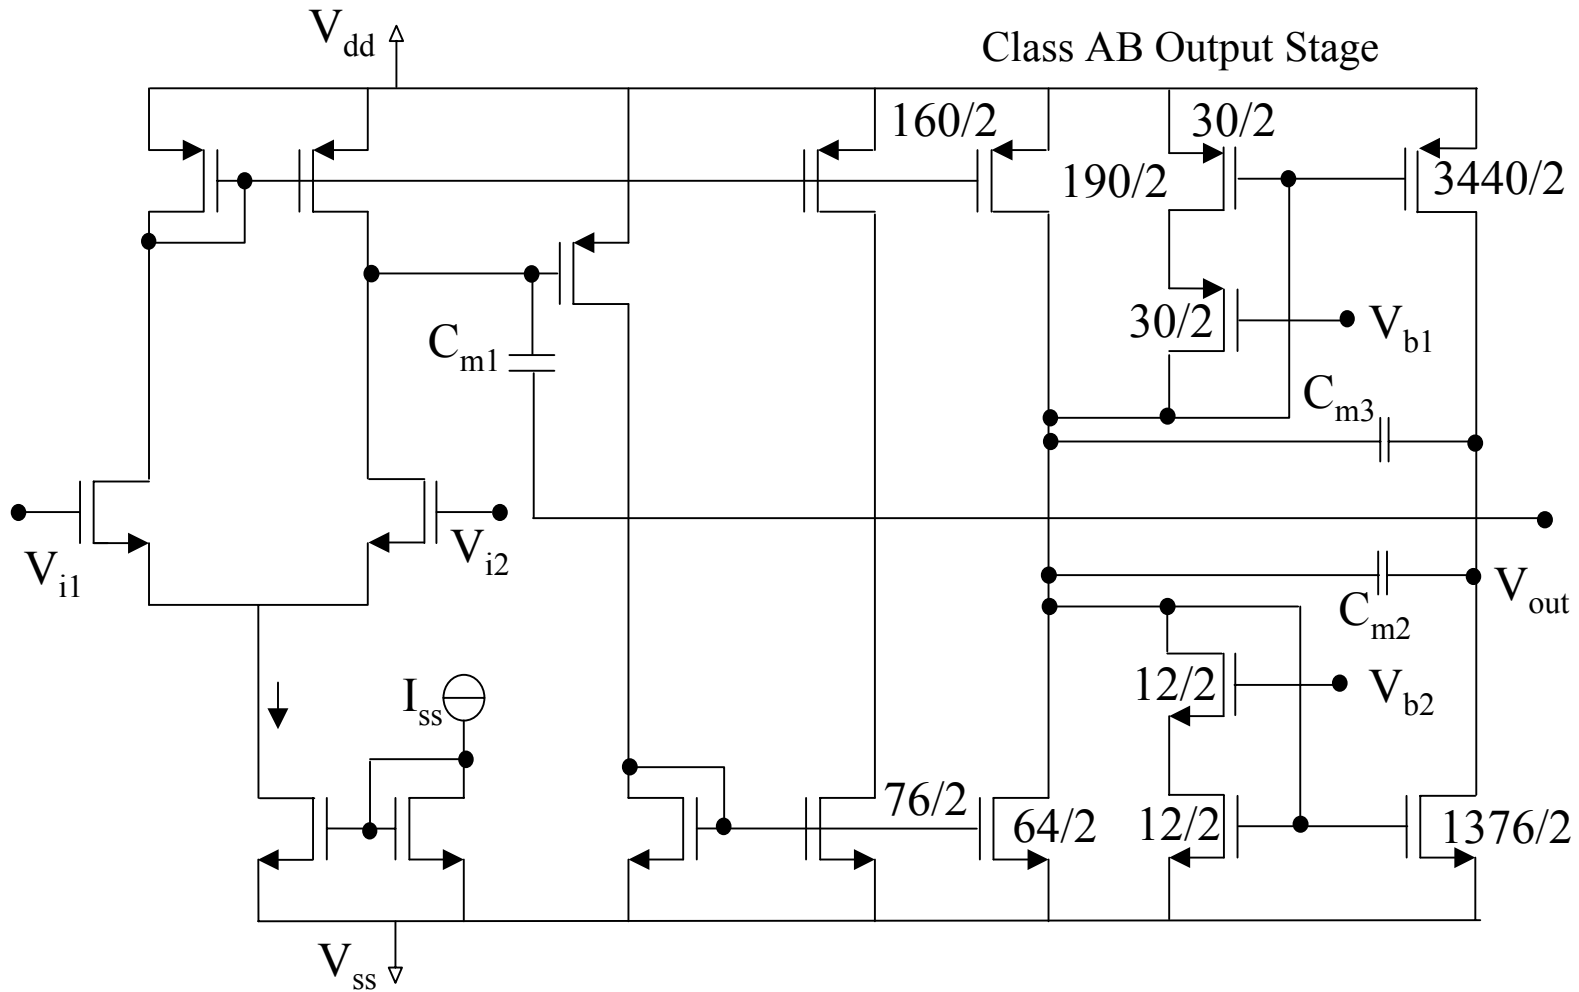 Vdd
Class AB Output Stage
160/2
30/2
190/2
3440/2
30/2
Vb1
Cm1
Cm3
Vi1
Vi2
Vout
Cm2
Iss
12/2
Vb2
76/2
64/2
12/2
1376/2
Vss